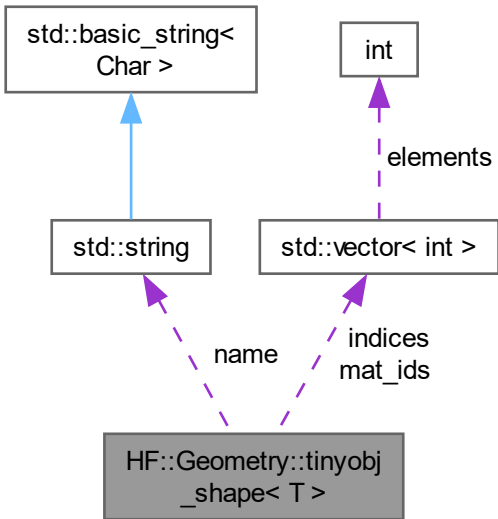 std::basic_string<
Char >
int
elements
std::string
std::vector< int >
name
indices
mat_ids
HF::Geometry::tinyobj
_shape< T >